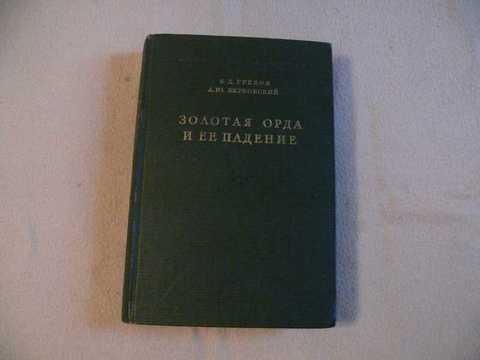 Б. Д. ГРЕКОВ
А. Ю. ЯКУБОВСКИЙ
ЗОЛОТАЯ ОРДА
И ЕЕ ПАДЕНИЕ